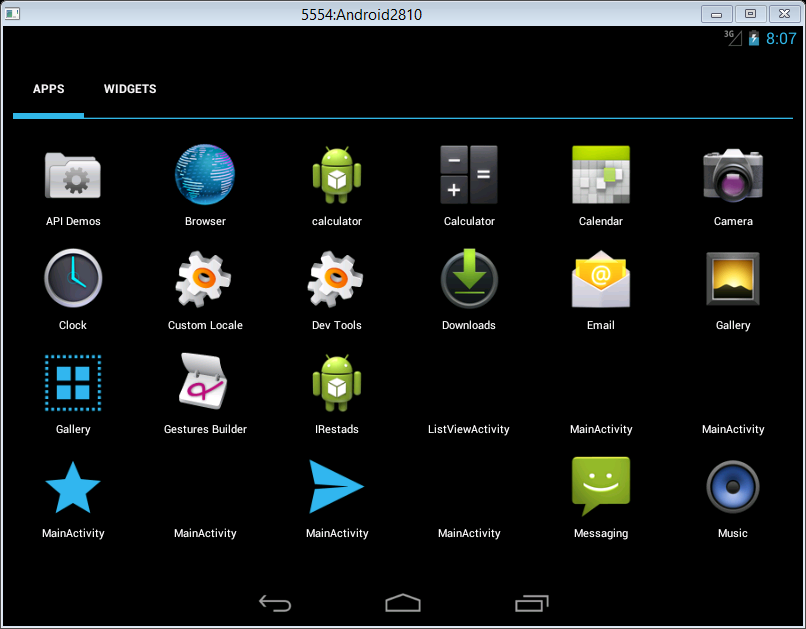 5554:Android2810
3G 8:07
APPS WIDGETS
API Demos Browser calculator Calculator Calendar Camera
Clock Custom Locale Dev Tools Downloads Email Gallery
Gallery Gestures Builder IRestads ListViewActivity MainActivity MainActivity
MainActivity MainActivity MainActivity MainActivity Messaging Music